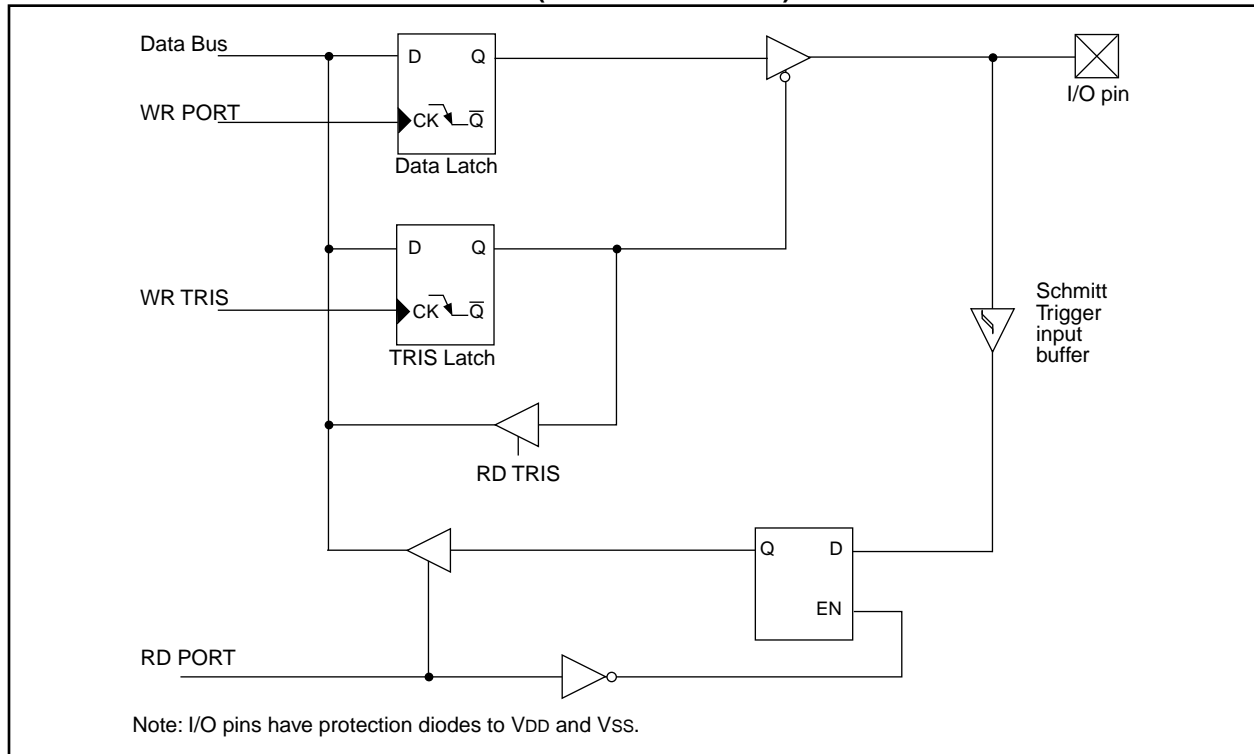 Data Bus
D Q
I/O pin
WR PORT
CK Q̅
Data Latch
D Q
WR TRIS
CK Q̅
TRIS Latch
Schmitt
Trigger
input
buffer
RD TRIS
Q D
EN
RD PORT
Note: I/O pins have protection diodes to VDD and VSS.